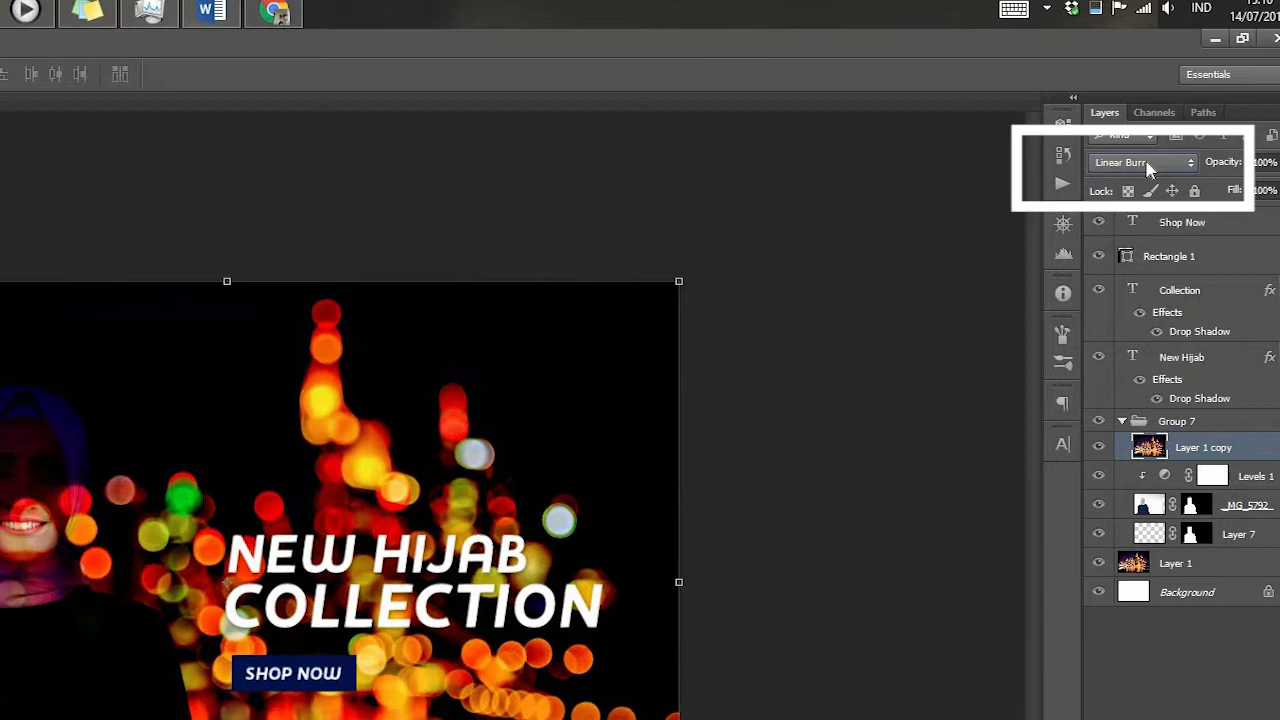 W
IND
14/07/201
Essentials
Layers
Channels
Paths
Kind
Linear Burn
Opacity:
100%
Lock:
Fill:
100%
T
Shop Now
Rectangle 1
T
Collection
fx
Effects
Drop Shadow
T
New Hijab
fx
Effects
Drop Shadow
Group 7
Layer 1 copy
Levels 1
_MG_5792
Layer 7
Layer 1
Background
A
NEW HIJAB
COLLECTION
SHOP NOW